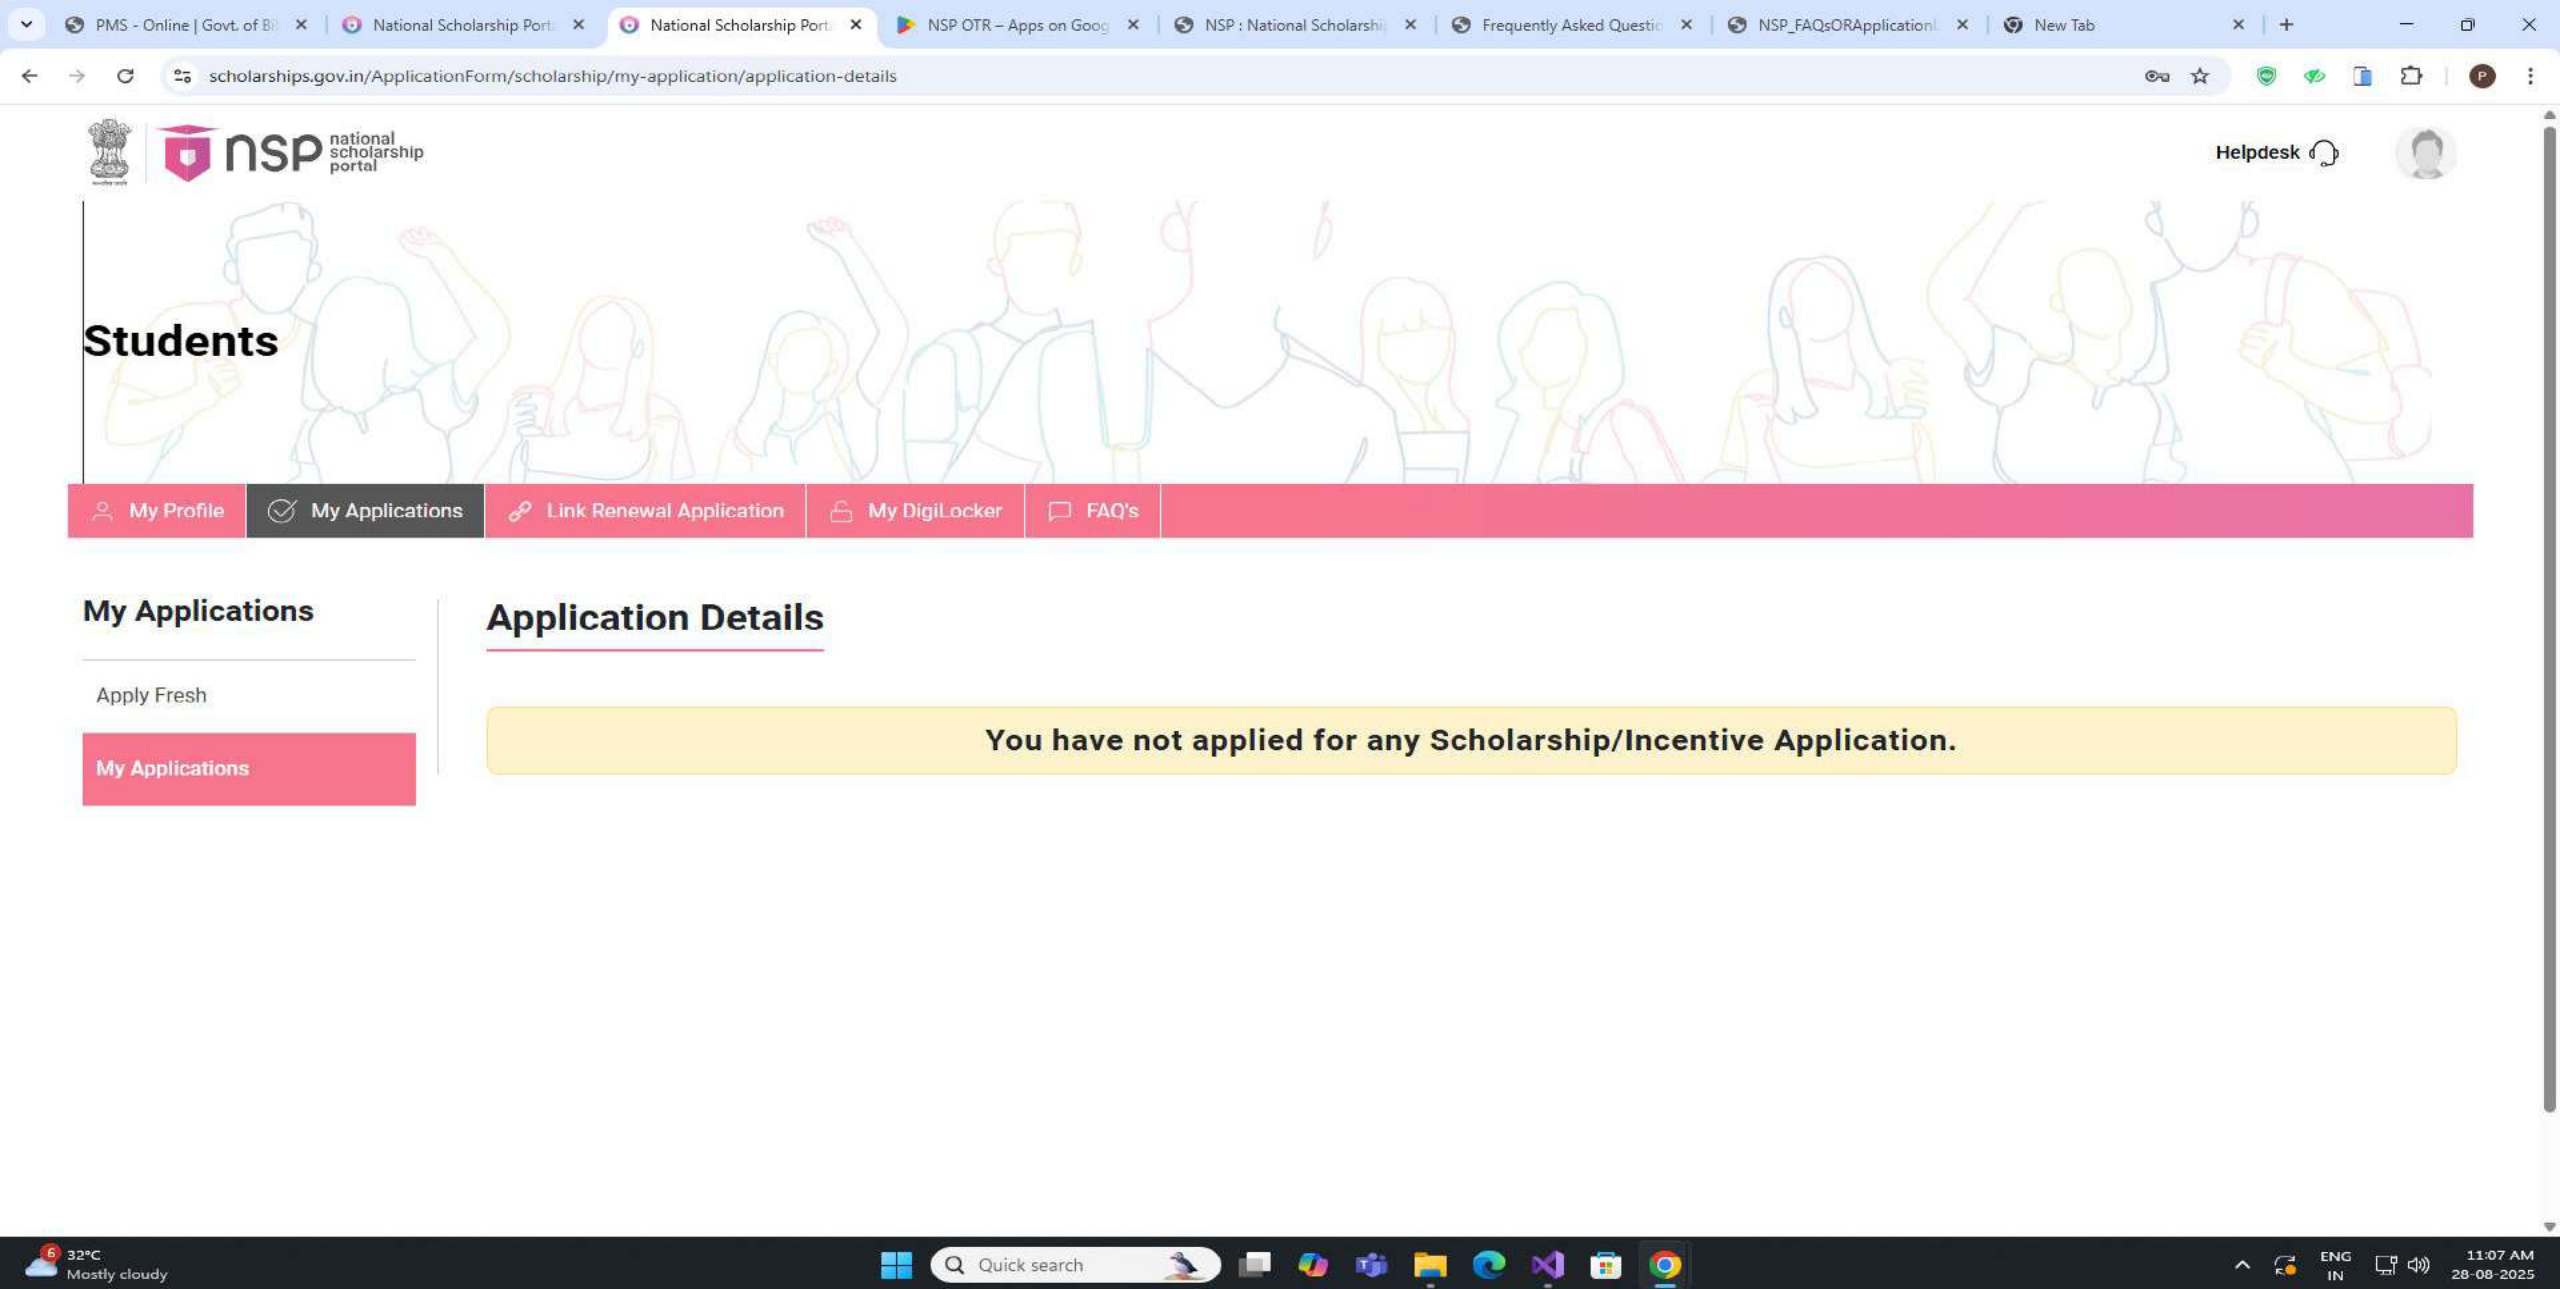 PMS - Online | Govt. of Bi
National Scholarship Port
National Scholarship Port
NSP OTR – Apps on Goog
NSP : National Scholarshi
Frequently Asked Questio
NSP_FAQsORApplication
New Tab
scholarships.gov.in/ApplicationForm/scholarship/my-application/application-details
P
nsp
national
scholarship
portal
Helpdesk
Students
My Profile
My Applications
Link Renewal Application
My DigiLocker
FAQ's
My Applications
Apply Fresh
My Applications
Application Details
You have not applied for any Scholarship/Incentive Application.
6
32°C
Mostly cloudy
Quick search
ENG
IN
11:07 AM
28-08-2025